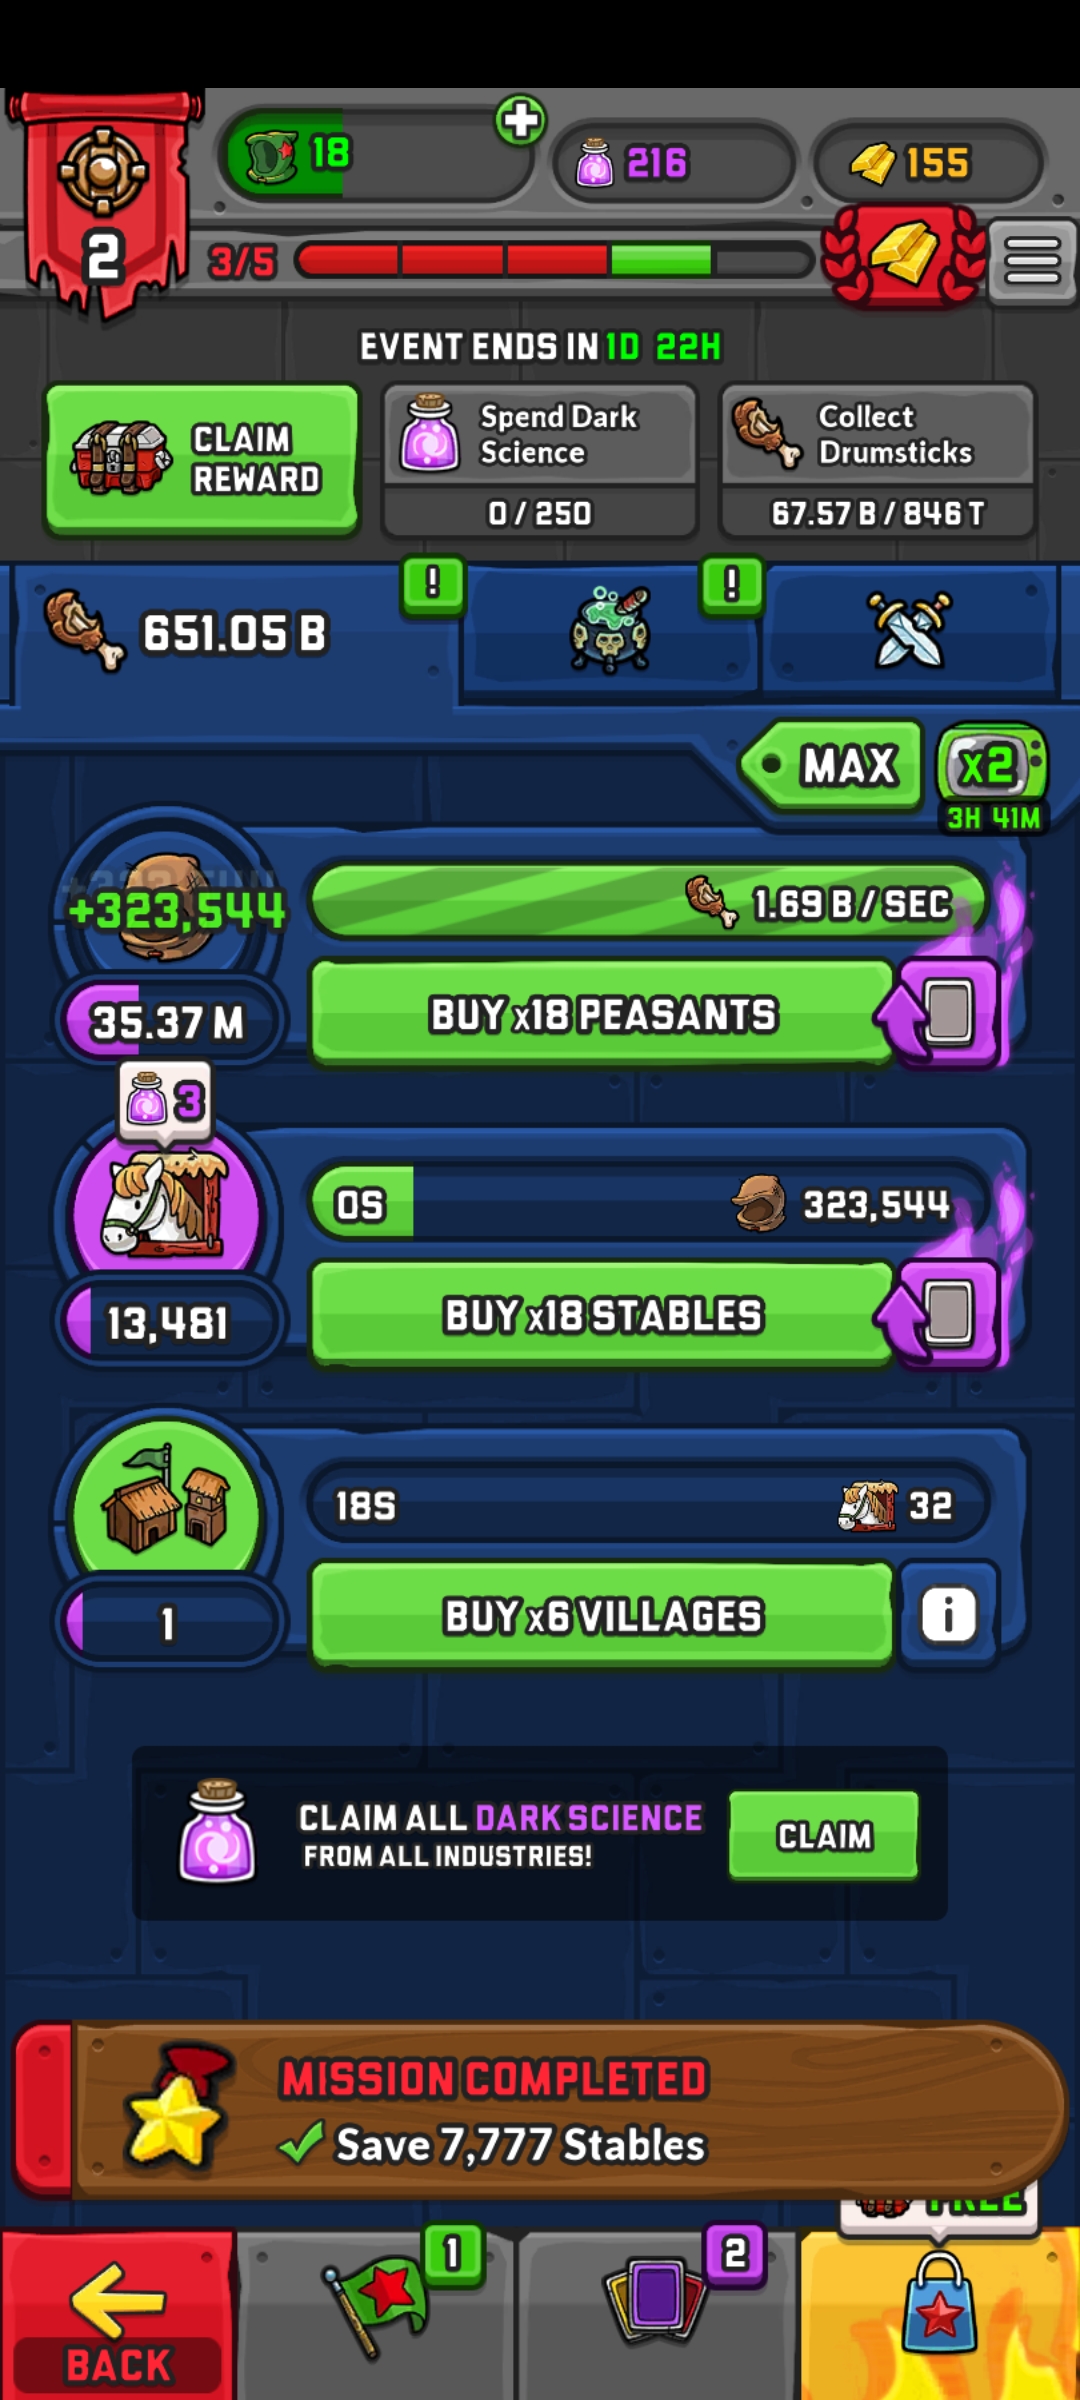 18
216
155
2
3/5
EVENT ENDS IN 1D 22H
CLAIM
REWARD
Spend Dark
Science
0 / 250
Collect
Drumsticks
67.57 B / 846 T
651.05 B
!
!
MAX
x2
3H 41M
+323,544
1.69 B / SEC
35.37 M
BUY x18 PEASANTS
3
0S
323,544
13,481
BUY x18 STABLES
18S
32
1
BUY x6 VILLAGES
i
CLAIM ALL DARK SCIENCE
FROM ALL INDUSTRIES!
CLAIM
MISSION COMPLETED
Save 7,777 Stables
FREE
1
2
BACK